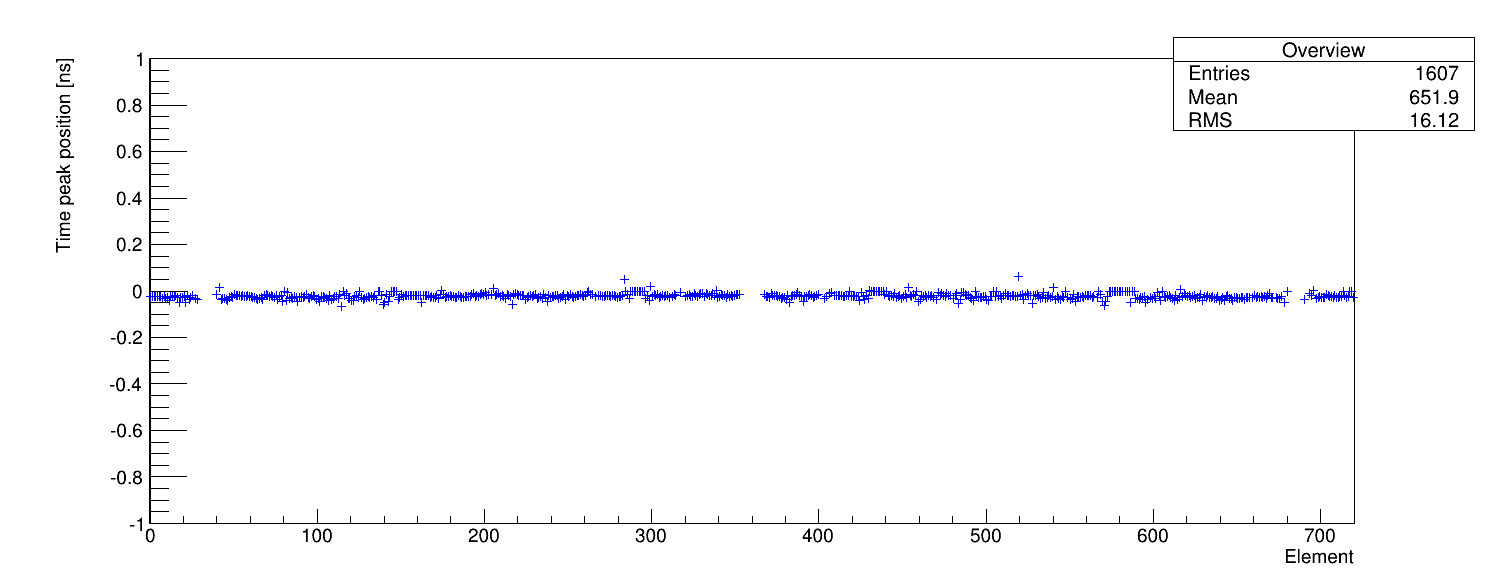 Overview
Entries 1607
Mean 651.9
RMS 16.12
Time peak position [ns]
1
0.8
0.6
0.4
0.2
0
-0.2
-0.4
-0.6
-0.8
-1
0 100 200 300 400 500 600 700
Element